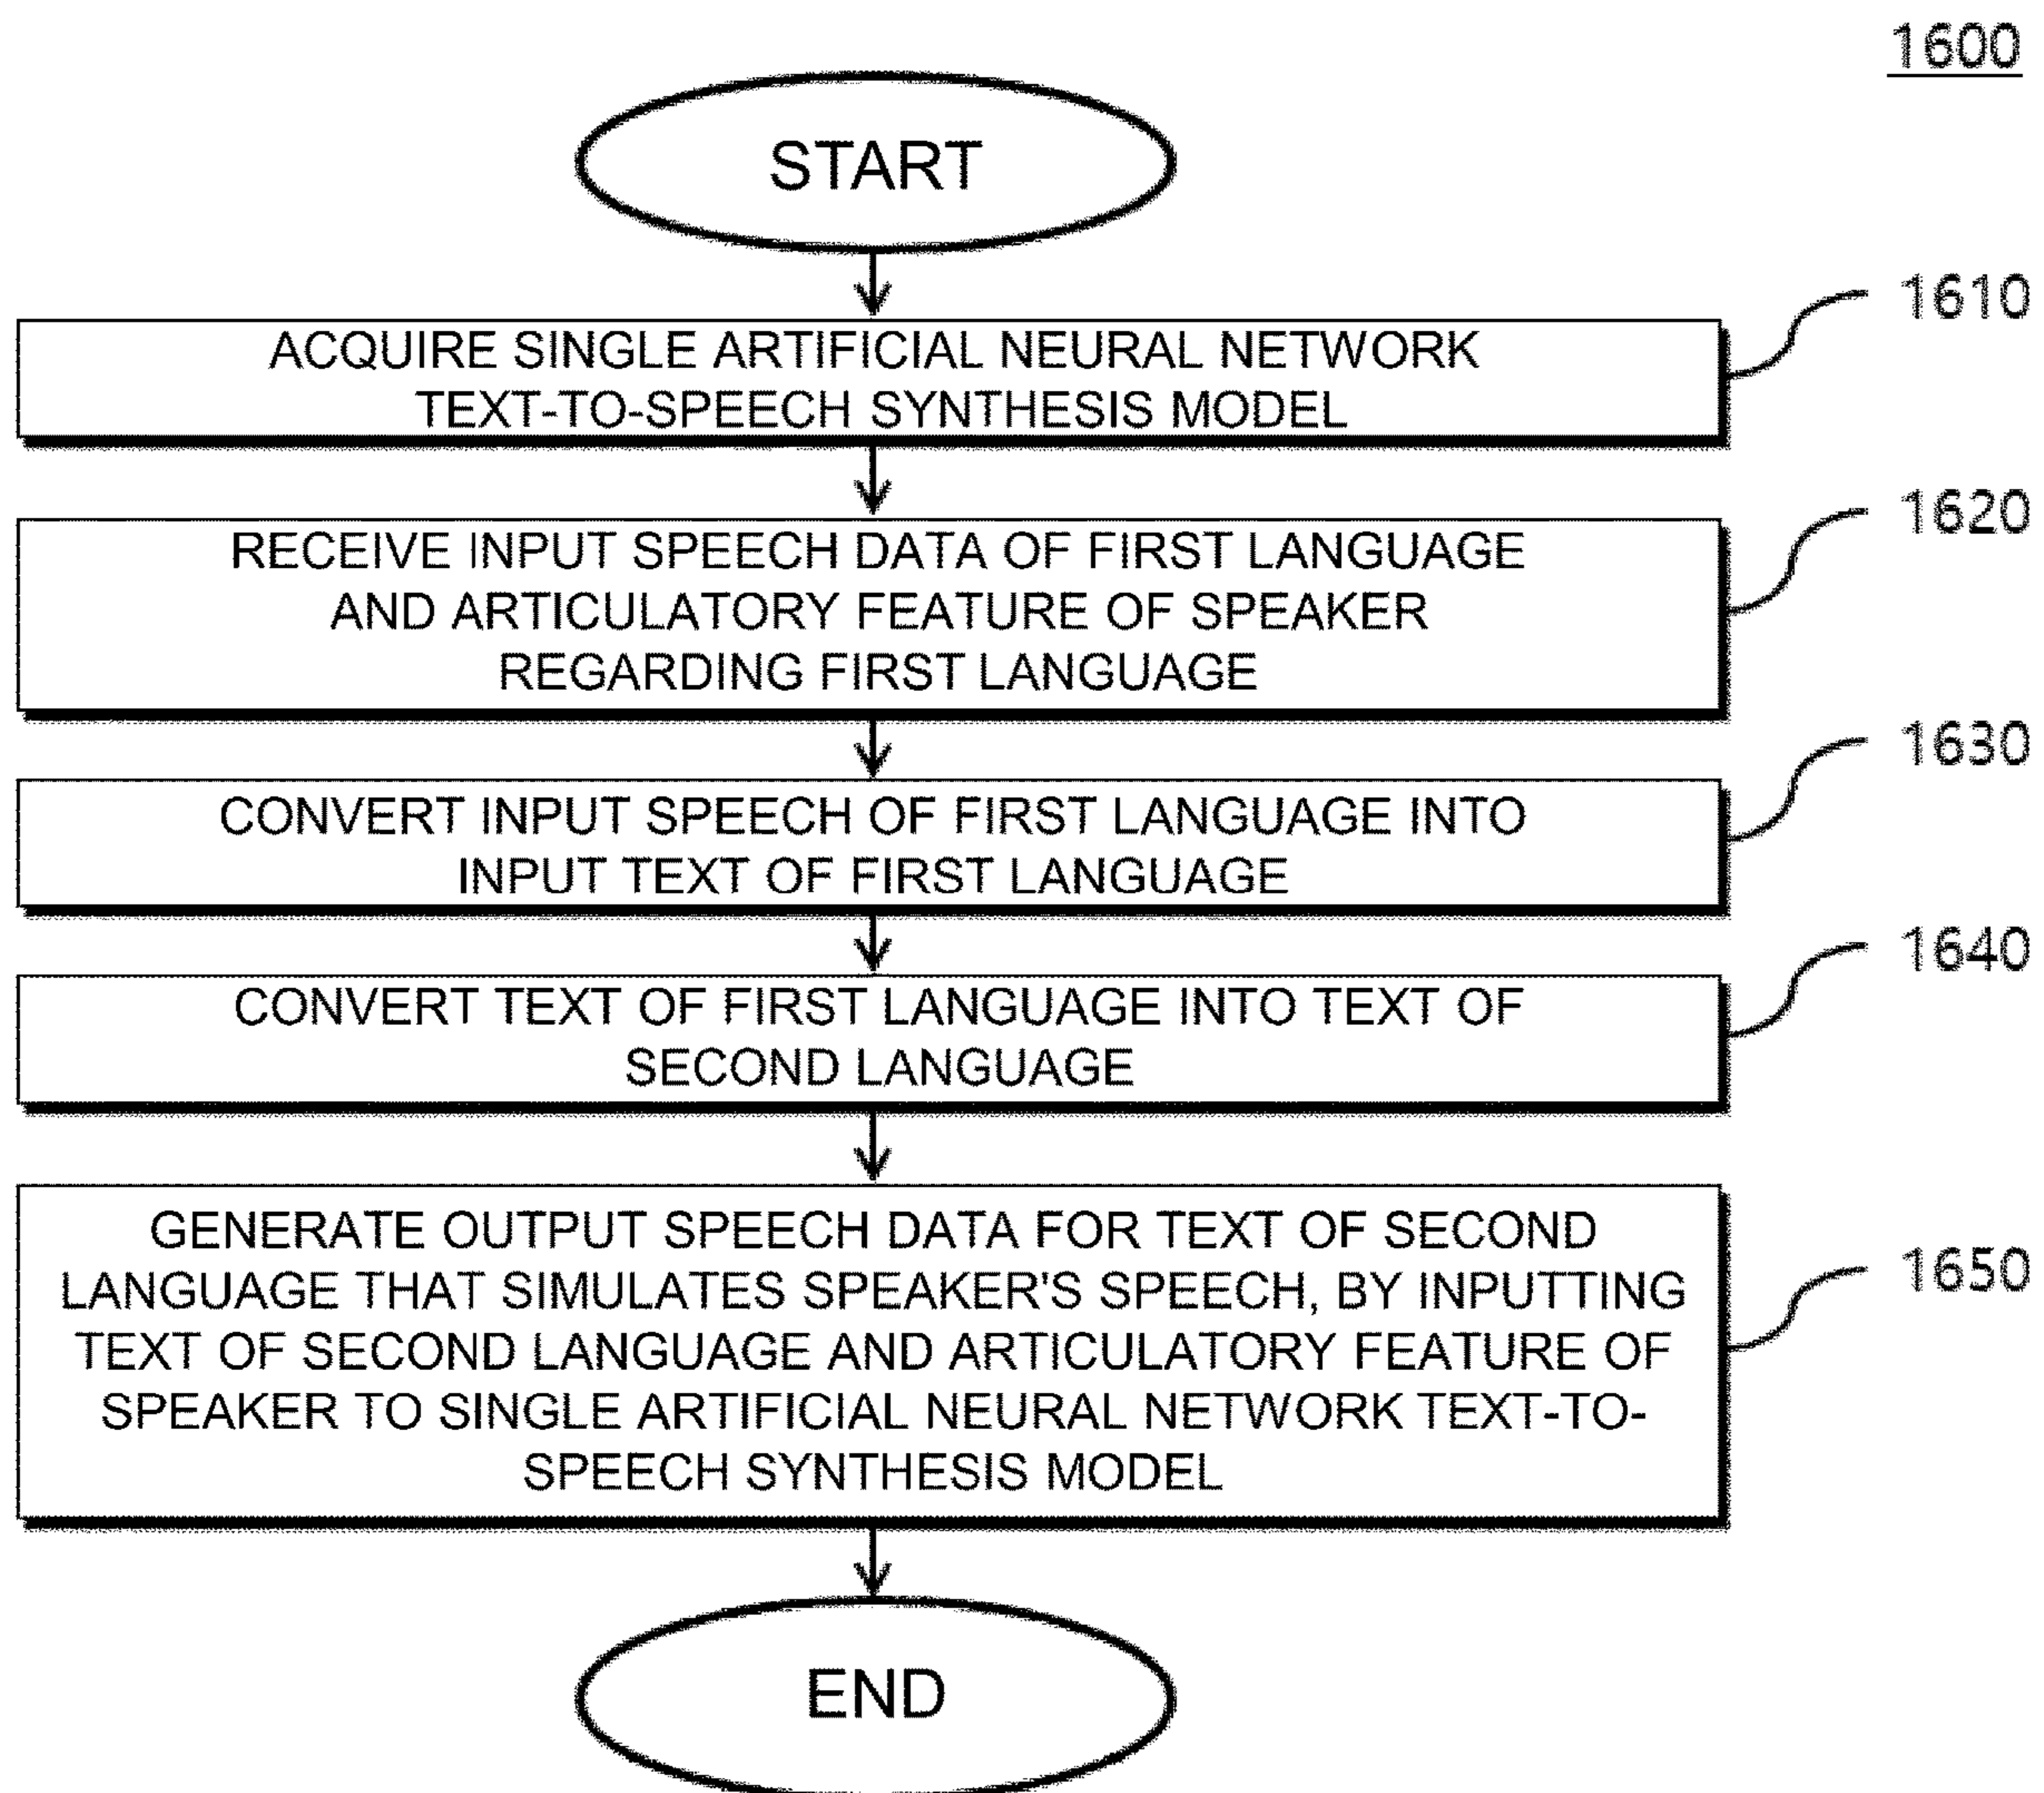 1600
START
1610
ACQUIRE SINGLE ARTIFICIAL NEURAL NETWORK
TEXT-TO-SPEECH SYNTHESIS MODEL
1620
RECEIVE INPUT SPEECH DATA OF FIRST LANGUAGE
AND ARTICULATORY FEATURE OF SPEAKER
REGARDING FIRST LANGUAGE
1630
CONVERT INPUT SPEECH OF FIRST LANGUAGE INTO
INPUT TEXT OF FIRST LANGUAGE
1640
CONVERT TEXT OF FIRST LANGUAGE INTO TEXT OF
SECOND LANGUAGE
1650
GENERATE OUTPUT SPEECH DATA FOR TEXT OF SECOND
LANGUAGE THAT SIMULATES SPEAKER'S SPEECH, BY INPUTTING
TEXT OF SECOND LANGUAGE AND ARTICULATORY FEATURE OF
SPEAKER TO SINGLE ARTIFICIAL NEURAL NETWORK TEXT-TO-
SPEECH SYNTHESIS MODEL
END